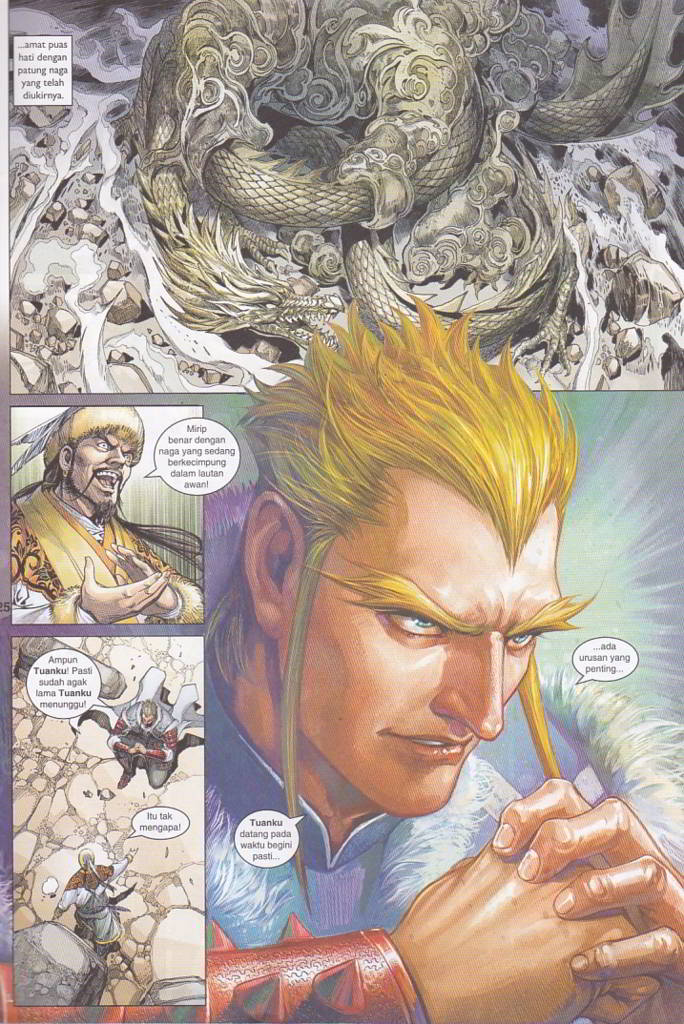 ...amat puas
hati dengan
patung naga
yang telah
diukirnya.
Mirip
benar dengan
naga yang sedang
berkecimpung
dalam lautan
awan!
Ampun
Tuanku! Pasti
sudah agak
lama Tuanku
menunggu!
Itu tak
mengapa!
Tuanku
datang pada
waktu begini
pasti...
...ada
urusan yang
penting...
25